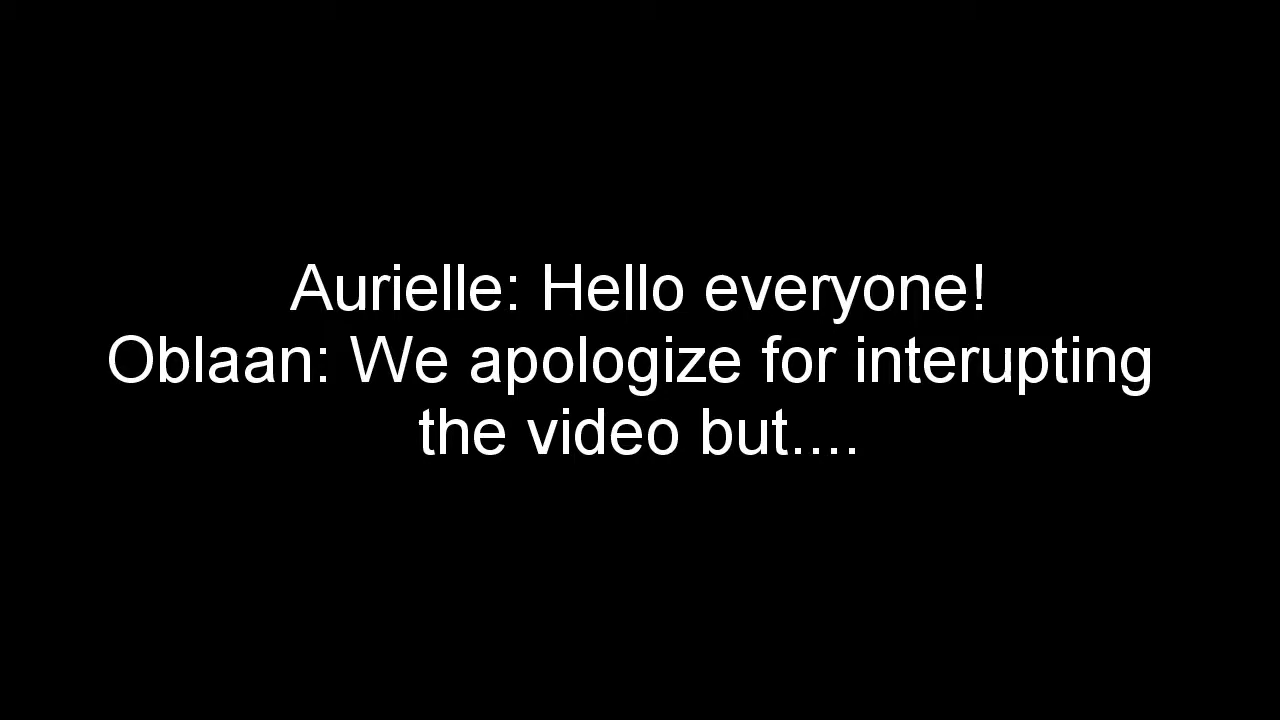 Aurielle: Hello everyone!
Oblaan: We apologize for interupting
the video but....